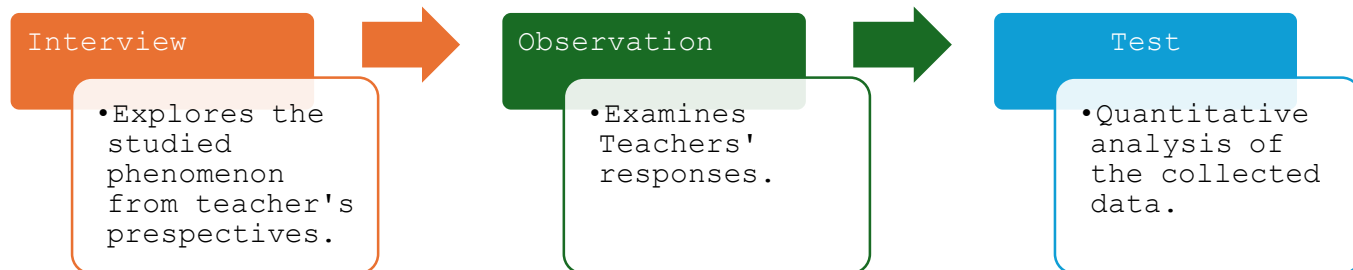 Interview
•Explores the
studied
phenomenon
from teacher's
prespectives.
Observation
•Examines
Teachers'
responses.
Test
•Quantitative
analysis of
the collected
data.